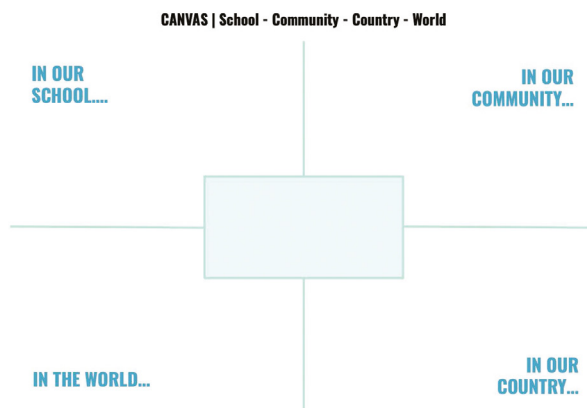 CANVAS | School - Community - Country - World
IN OUR
SCHOOL....
IN OUR
COMMUNITY...
IN THE WORLD...
IN OUR
COUNTRY...